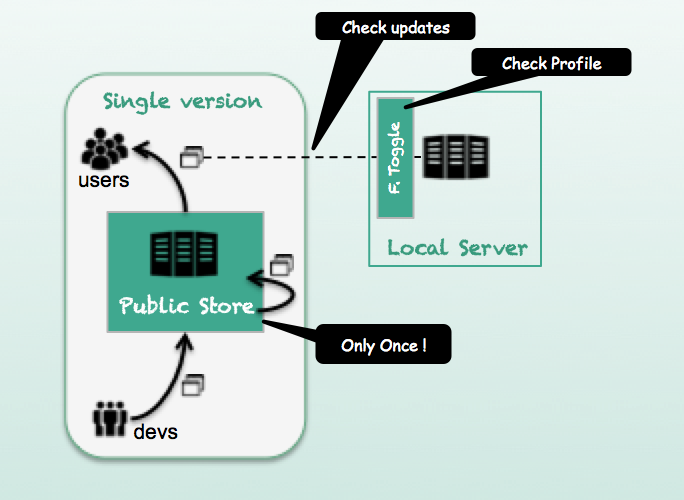 Check updates
Check Profile
Single version
users
F. Toggle
Local Server
Public Store
Only Once !
devs